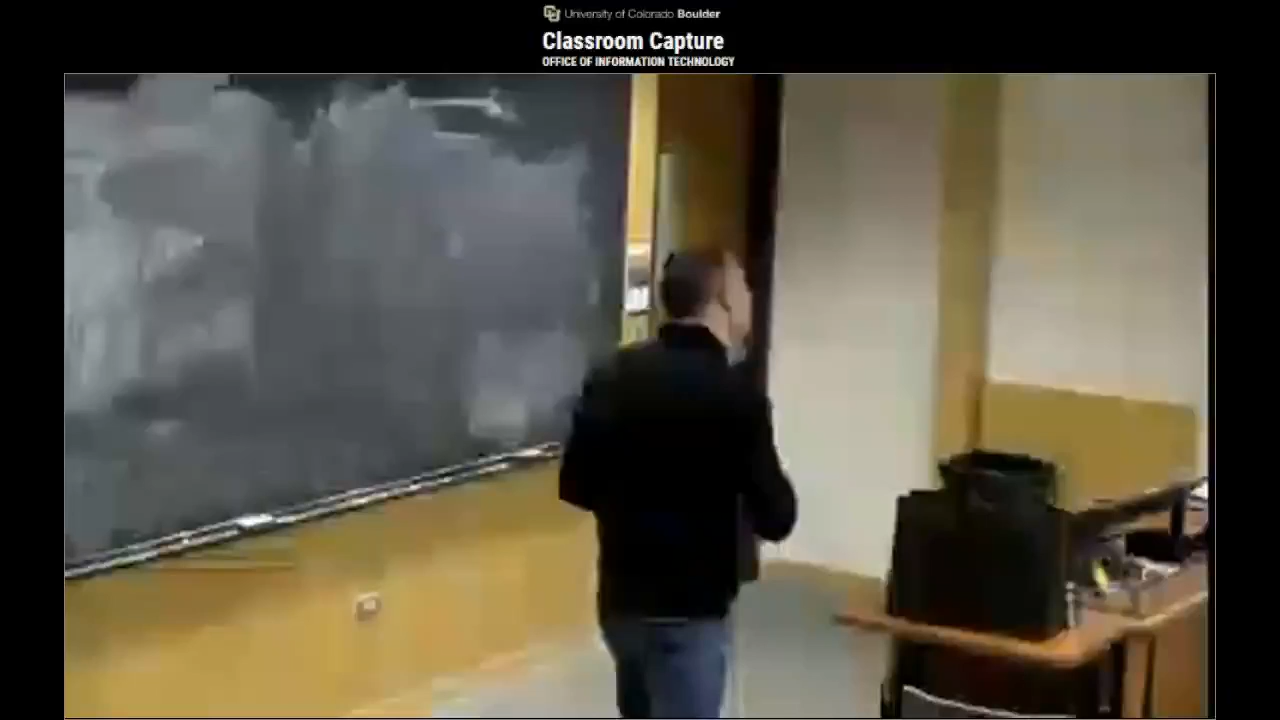 University of Colorado Boulder
Classroom Capture
OFFICE OF INFORMATION TECHNOLOGY